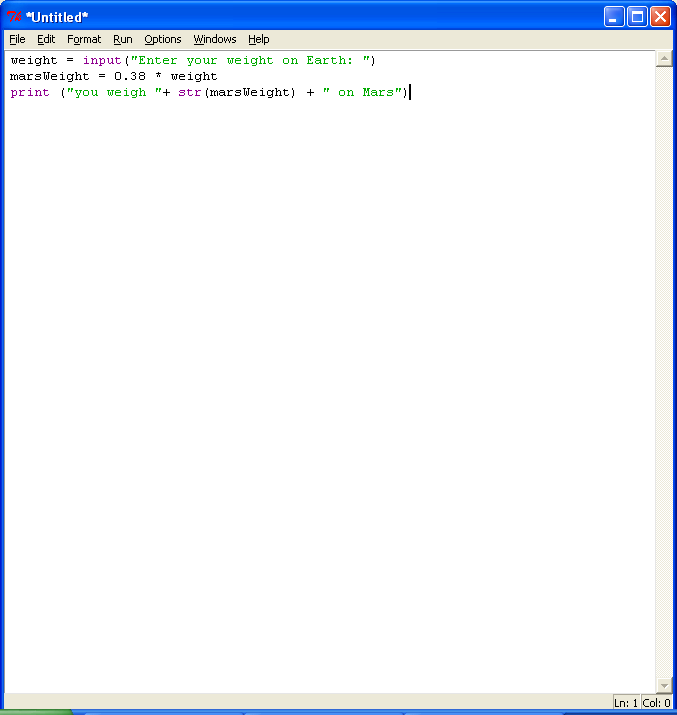 *Untitled*
File Edit Format Run Options Windows Help
weight = input("Enter your weight on Earth: ")
marsWeight = 0.38 * weight
print ("you weigh "+ str(marsWeight) + " on Mars")
Ln: 1 Col: 0